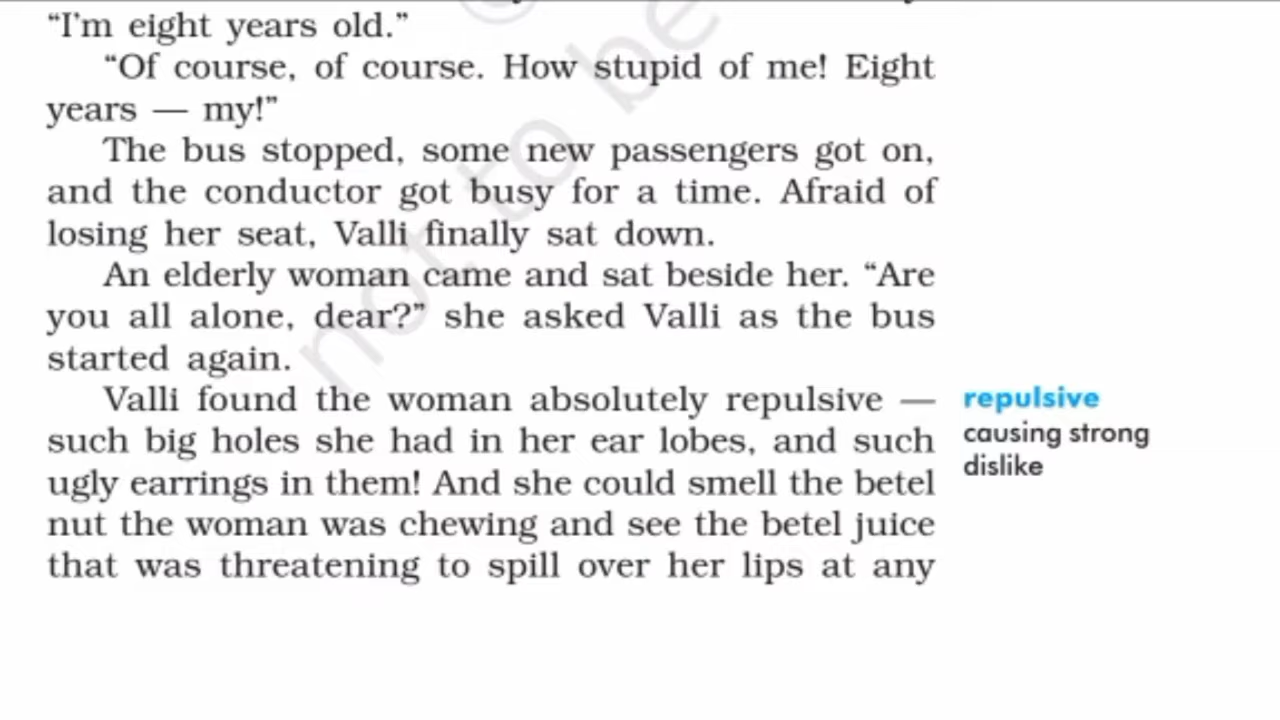 “I'm eight years old.”
“Of course, of course. How stupid of me! Eight
years — my!”
The bus stopped, some new passengers got on,
and the conductor got busy for a time. Afraid of
losing her seat, Valli finally sat down.
An elderly woman came and sat beside her. “Are
you all alone, dear?” she asked Valli as the bus
started again.
Valli found the woman absolutely repulsive —
such big holes she had in her ear lobes, and such
ugly earrings in them! And she could smell the betel
nut the woman was chewing and see the betel juice
that was threatening to spill over her lips at any
repulsive
causing strong
dislike
not to be